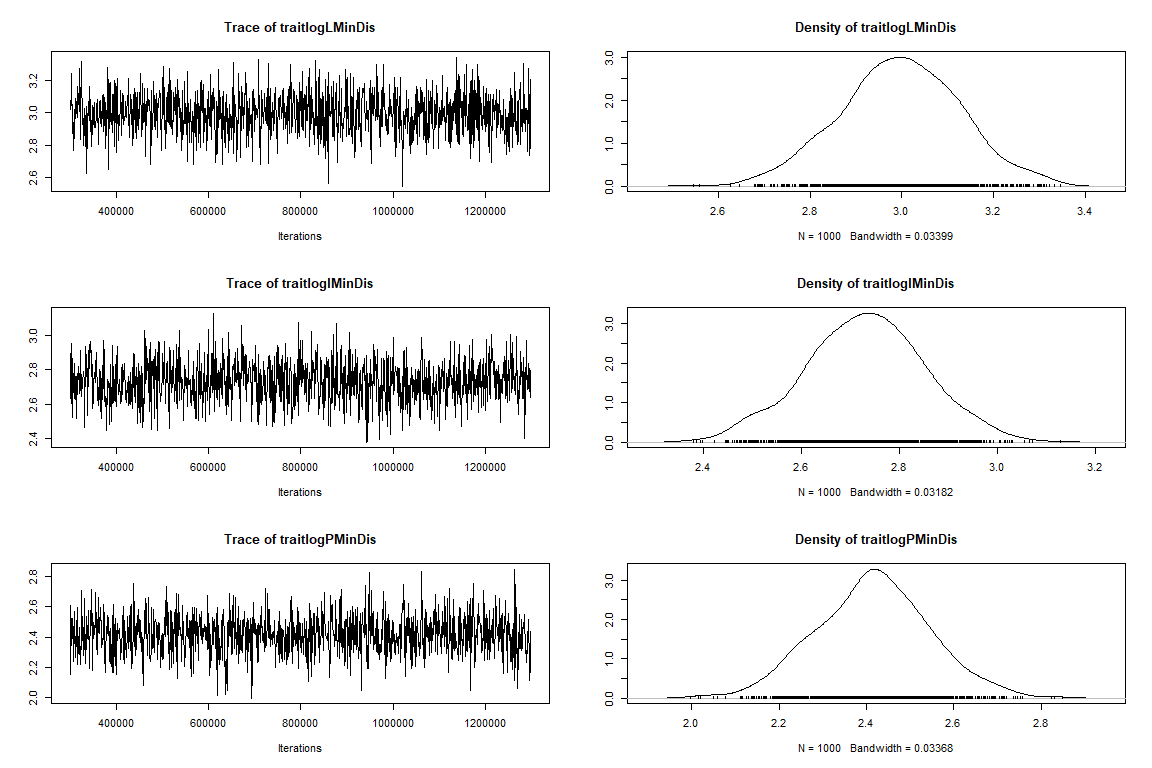 Trace of traitlogLMinDis
3.2
3.0
2.8
2.6
400000 600000 800000 1000000 1200000
Iterations
Density of traitlogLMinDis
3.0
2.0
1.0
0.0
2.6 2.8 3.0 3.2 3.4
N = 1000 Bandwidth = 0.03399
Trace of traitlogIMinDis
3.0
2.8
2.6
2.4
400000 600000 800000 1000000 1200000
Iterations
Density of traitlogIMinDis
3.0
2.0
1.0
0.0
2.4 2.6 2.8 3.0 3.2
N = 1000 Bandwidth = 0.03182
Trace of traitlogPMinDis
2.8
2.6
2.4
2.2
2.0
400000 600000 800000 1000000 1200000
Iterations
Density of traitlogPMinDis
3.0
2.0
1.0
0.0
2.0 2.2 2.4 2.6 2.8
N = 1000 Bandwidth = 0.03368